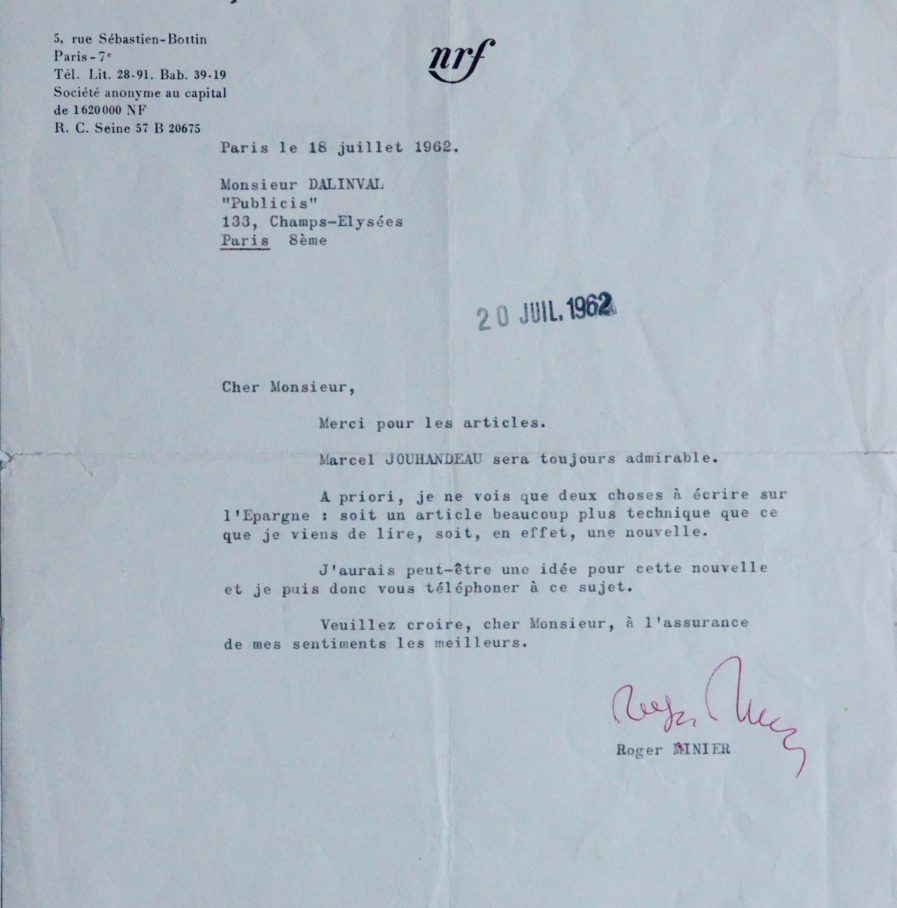 5, rue Sébastien-Bottin
Paris-7e
Tél. Lit. 28-91. Bab. 39-19
Société anonyme au capital
de 1620000 NF
R. C. Seine 57 B 20675
nrf
Paris le 18 juillet 1962.
Monsieur DALINVAL
"Publicis"
133, Champs-Elysées
Paris 8ème
20 JUIL. 1962
Cher Monsieur,
Merci pour les articles.
Marcel JOUHANDEAU sera toujours admirable.
A priori, je ne vois que deux choses à écrire sur
l'Epargne : soit un article beaucoup plus technique que ce
que je viens de lire, soit, en effet, une nouvelle.
J'aurais peut-être une idée pour cette nouvelle
et je puis donc vous téléphoner à ce sujet.
Veuillez croire, cher Monsieur, à l'assurance
de mes sentiments les meilleurs.
Roger
Roger MINIER